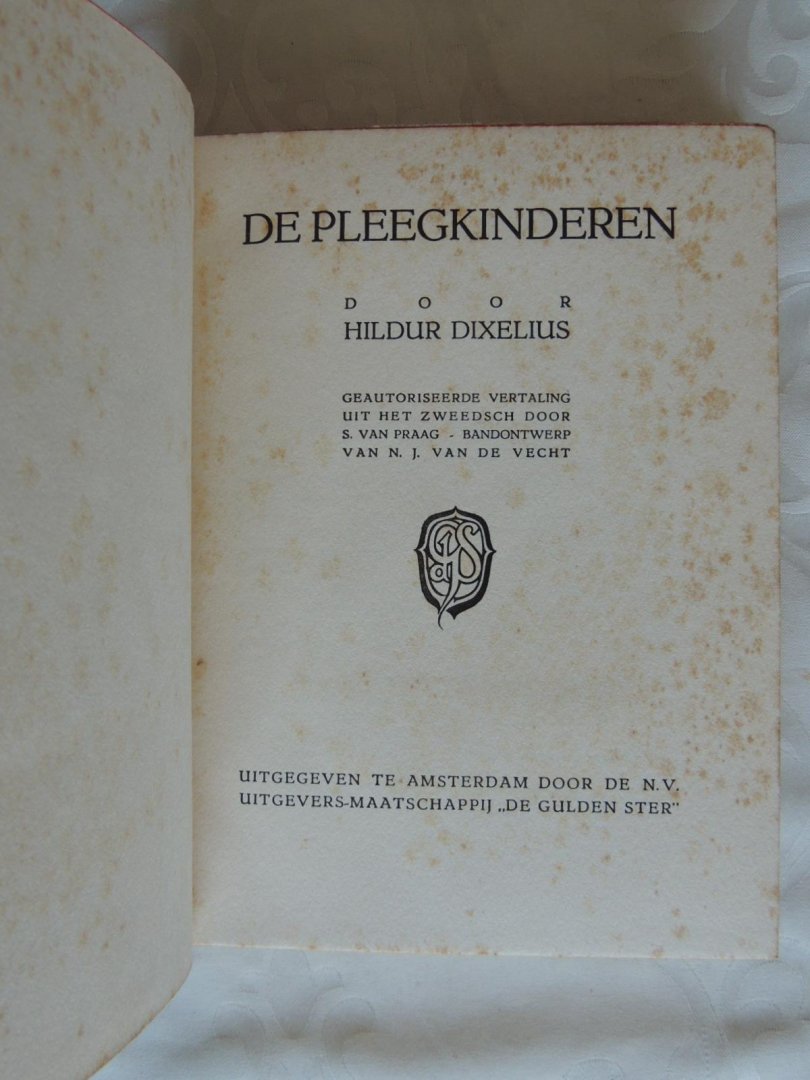 DE PLEEGKINDEREN
DOOR
HILDUR DIXELIUS
GEAUTORISEERDE VERTALING
UIT HET ZWEEDSCH DOOR
S. VAN PRAAG - BANDONTWERP
VAN N. J. VAN DE VECHT
UITGEGEVEN TE AMSTERDAM DOOR DE N.V.
UITGEVERS-MAATSCHAPPIJ „DE GULDEN STER"